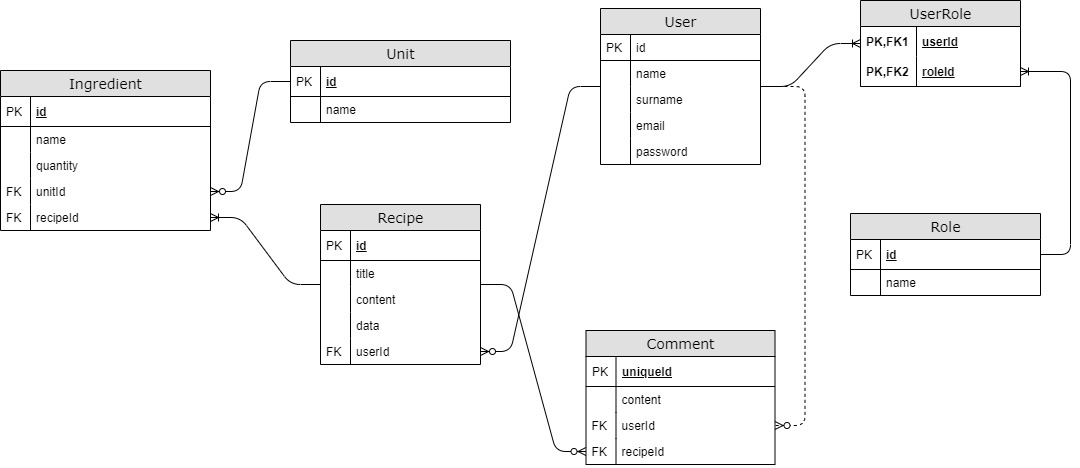 Ingredient
PK id
name
quantity
FK unitId
FK recipeId
Unit
PK id
name
Recipe
PK id
title
content
data
FK userId
User
PK id
name
surname
email
password
Comment
PK uniqueId
content
FK userId
FK recipeId
UserRole
PK,FK1 userId
PK,FK2 roleId
Role
PK id
name